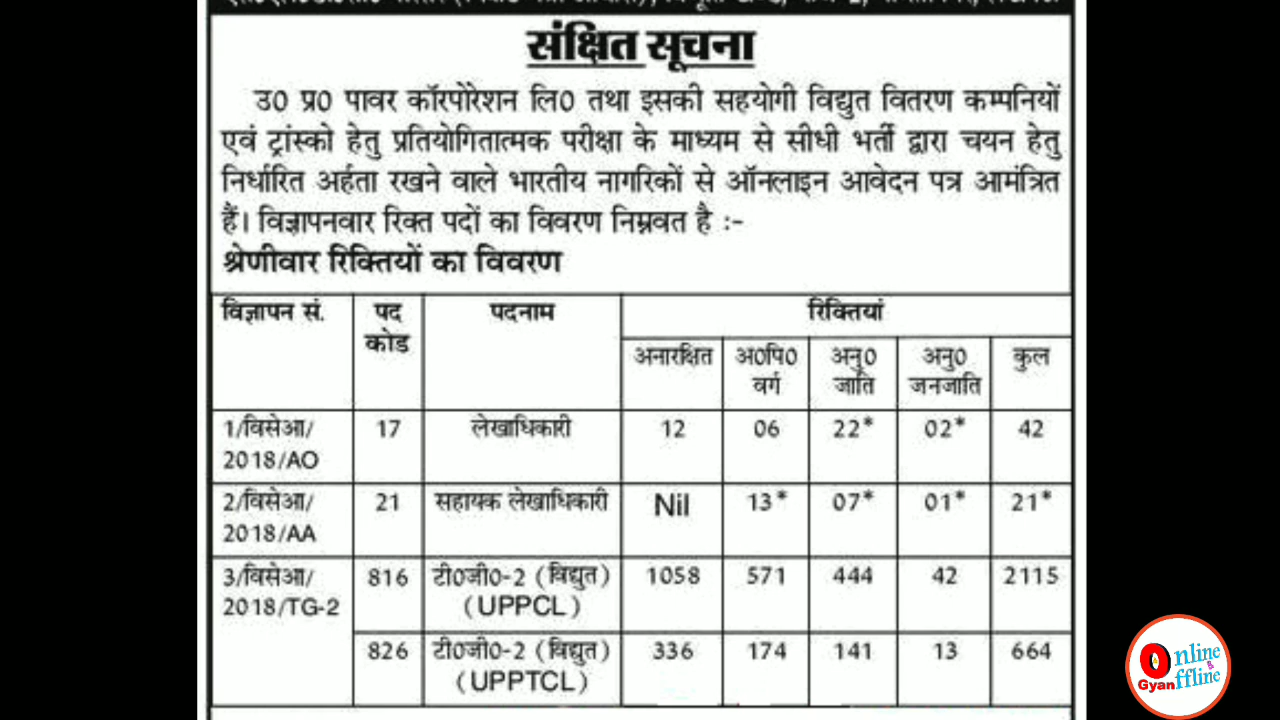 संक्षित सूचना
उ0 प्र0 पावर कॉरपोरेशन लि0 तथा इसकी सहयोगी विद्युत वितरण कम्पनियों
एवं ट्रांस्को हेतु प्रतियोगितात्मक परीक्षा के माध्यम से सीधी भर्ती द्वारा चयन हेतु
निर्धारित अर्हता रखने वाले भारतीय नागरिकों से ऑनलाइन आवेदन पत्र आमंत्रित
हैं। विज्ञापनवार रिक्त पदों का विवरण निम्नवत है :-
श्रेणीवार रिक्तियों का विवरण
विज्ञापन सं. पद कोड पदनाम रिक्तियां
अनारक्षित अ0पि0 वर्ग अनु0 जाति अनु0 जनजाति कुल
1/विसेआ/ 17 लेखाधिकारी 12 06 22* 02* 42
2018/AO
2/विसेआ/ 21 सहायक लेखाधिकारी Nil 13* 07* 01* 21*
2018/AA
3/विसेआ/ 816 टी0जी0-2 (विद्युत) 1058 571 444 42 2115
2018/TG-2 (UPPCL)
826 टी0जी0-2 (विद्युत) 336 174 141 13 664
(UPPTCL)
Online & Offline
Gyan